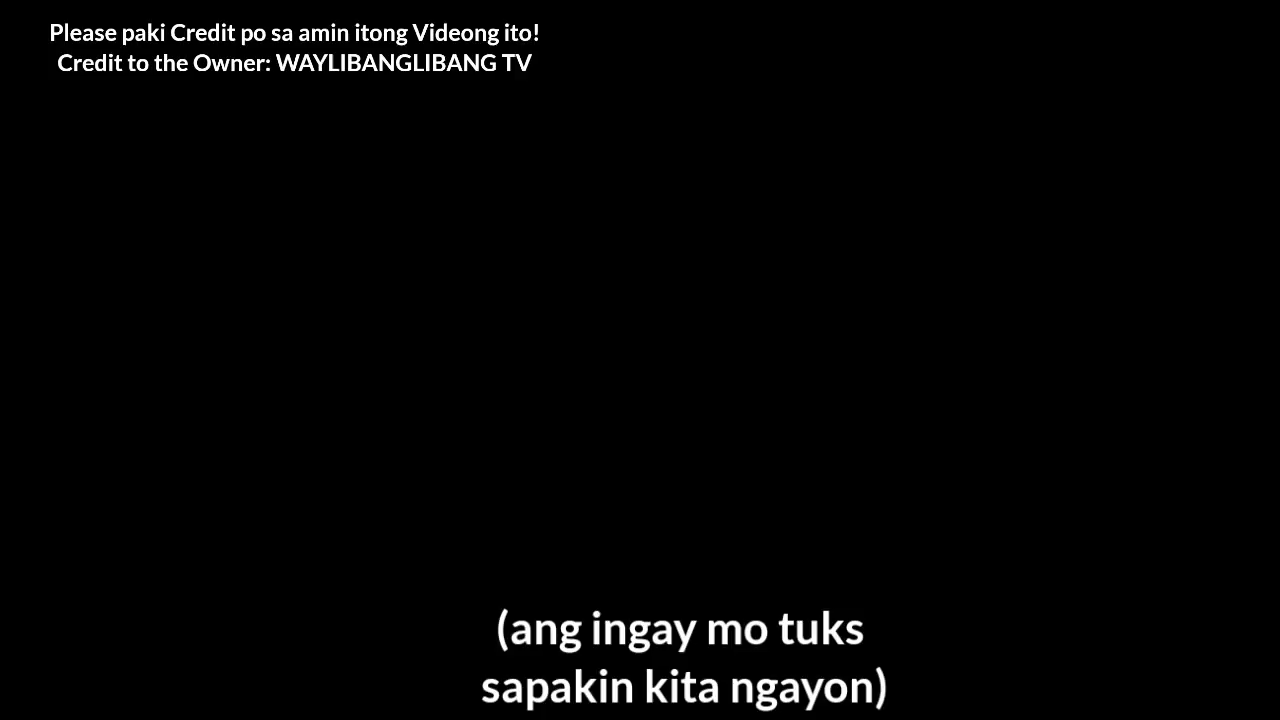 Please paki Credit po sa amin itong Videong ito!
Credit to the Owner: WAYLIBANGLIBANG TV
(ang ingay mo tuks
sapakin kita ngayon)